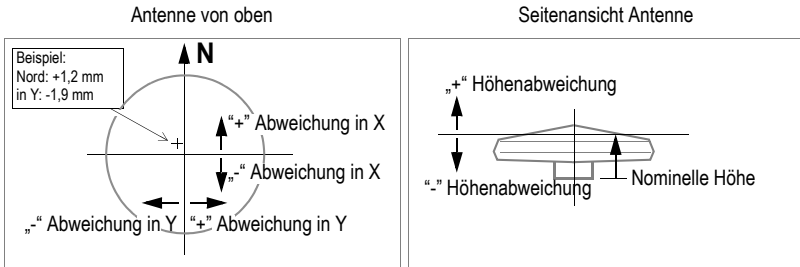 Antenne von oben
Seitenansicht Antenne
Beispiel:
Nord: +1,2 mm
in Y: -1,9 mm
N
“+” Abweichung in X
„-“ Abweichung in X
„-“ Abweichung in Y “+” Abweichung in Y
„+“ Höhenabweichung
“-” Höhenabweichung
Nominelle Höhe